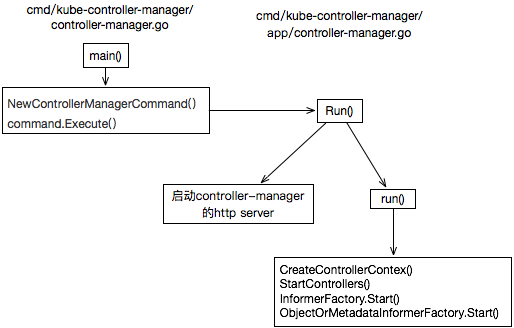 cmd/kube-controller-manager/
controller-manager.go
cmd/kube-controller-manager/
app/controller-manager.go
main()
NewControllerManagerCommand()
command.Execute()
Run()
启动controller-manager
的http server
run()
CreateControllerContex()
StartControllers()
InformerFactory.Start()
ObjectOrMetadataInformerFactory.Start()